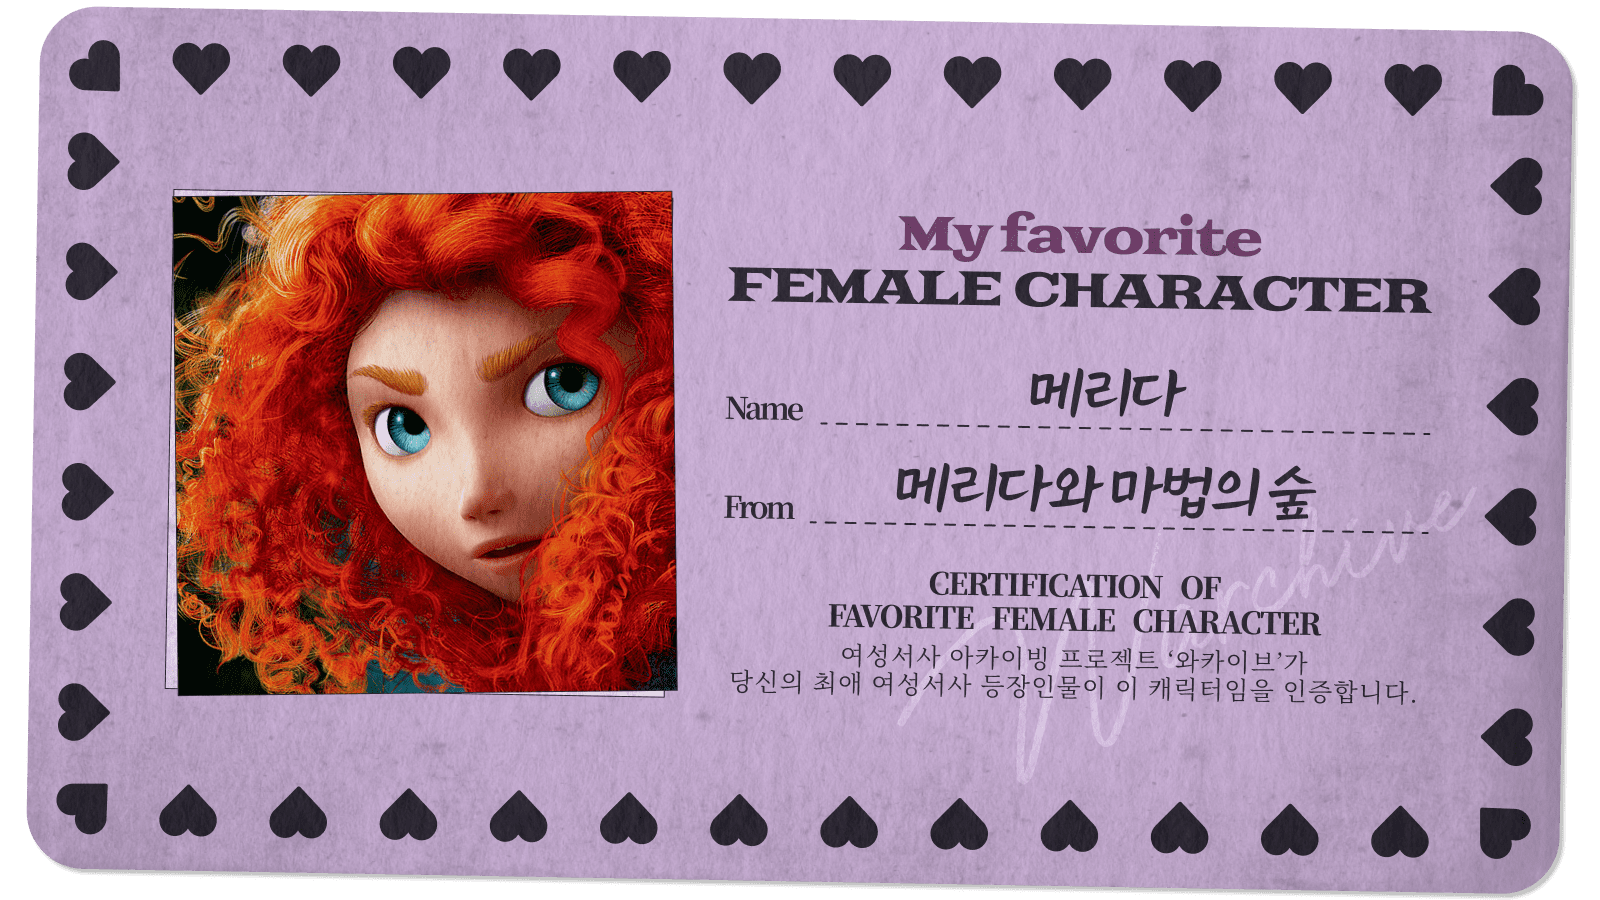 My favorite
FEMALE CHARACTER
Name 메리다
From 메리다와 마법의 숲
CERTIFICATION OF
FAVORITE FEMALE CHARACTER
여성서사 아카이빙 프로젝트 ‘와카이브’가
당신의 최애 여성서사 등장인물이 이 캐릭터임을 인증합니다.
Warchive